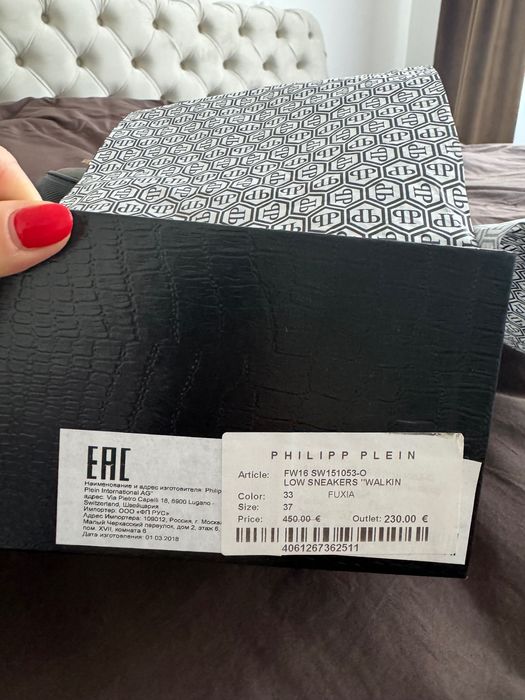 EAC
Наименование и адрес изготовителя: Philip
Plein International AG"
адрес: Via Pietro Capelli 18, 6900 Lugano -
Switzerland, Швейцария
Импортер: ООО «ФП РУС»
Адрес Импортера: 109012, Россия, г. Москва
Малый Черкасский переулок, дом 2, этаж 6,
пом. XVII, комната 6
Дата изготовления: 01.03.2018
PHILIPP PLEIN
Article: FW16 SW151053-O
LOW SNEAKERS "WALKIN
Color: 33 FUXIA
Size: 37
Price: 450.00 € Outlet: 230.00 €
4061267362511